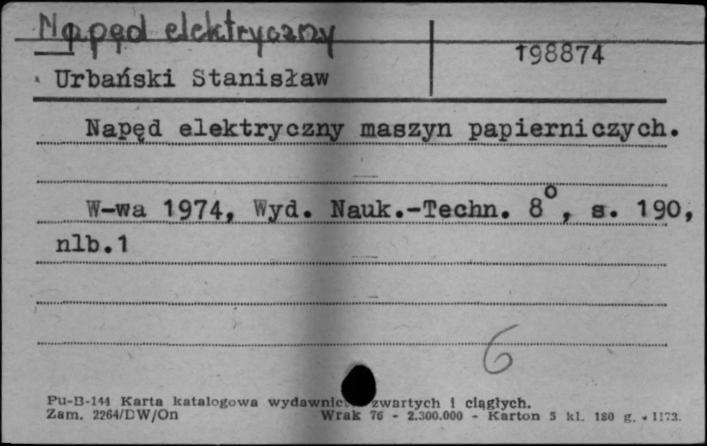 Napęd elektryczny
198874
Urbański Stanisław
Napęd elektryczny maszyn papierniczych.
W-wa 1974, Wyd. Nauk.-Techn. 8°, s. 190,
nlb.1
6
Pu-B-144 Karta katalogowa zwartych i ciągłych.
Zam. 2264/DW/On Wrak 76 - 2.300.000 - Karton 5 kl. 180 g. - 1173.